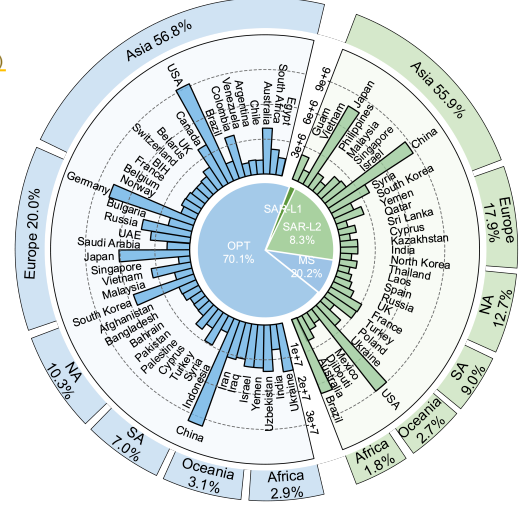 )
Asia 56.8%
Europe 20.0%
NA
10.3%
SA
7.0%
Oceania
3.1%
Africa
2.9%
Asia 55.9%
Europe
17.9%
NA
12.7%
SA
9.0%
Oceania
2.7%
Africa
1.8%
Egypt
South Africa
Australia
Chile
Argentina
Venezuela
Colombia
Brazil
USA
Canada
UK
Belarus
Switzerland
BIH
France
Belgium
Norway
Germany
Bulgaria
Russia
UAE
Saudi Arabia
Japan
Singapore
Vietnam
Malaysia
South Korea
Afghanistan
Bangladesh
Bahrain
Pakistan
Palestine
Cyprus
Turkey
Syria
Indonesia
China
Iran
Iraq
Israel
Yemen
Uzbekistan
India
Ukraine
1e+7
2e+7
3e+7
3e+6
6e+6
9e+6
Guam
Vietnam
Japan
Philippines
Malaysia
Singapore
Israel
China
Syria
South Korea
Yemen
Qatar
Sri Lanka
Cyprus
Kazakhstan
India
North Korea
Thailand
Laos
Spain
Russia
UK
France
Turkey
Poland
Ukraine
USA
Mexico
Djibouti
Australia
Brazil
SAR-L1
SAR-L2
8.3%
OPT
70.1%
MS
20.2%